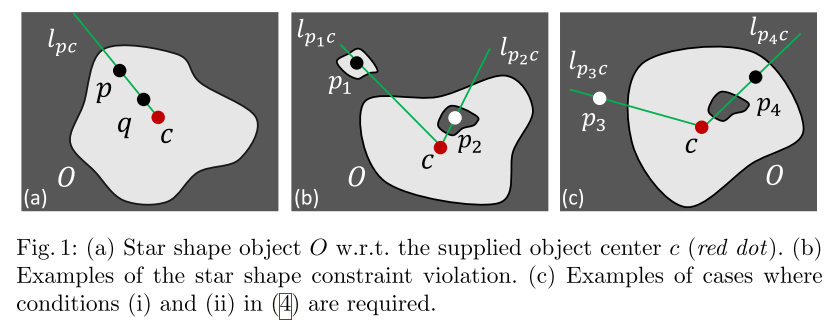 l_{pc}
p
q
c
O
(a)
l_{p_1c}
l_{p_2c}
p_1
p_2
c
O
(b)
l_{p_3c}
l_{p_4c}
p_3
p_4
c
O
(c)
Fig. 1: (a) Star shape object O w.r.t. the supplied object center c (red dot). (b)
Examples of the star shape constraint violation. (c) Examples of cases where
conditions (i) and (ii) in (4) are required.